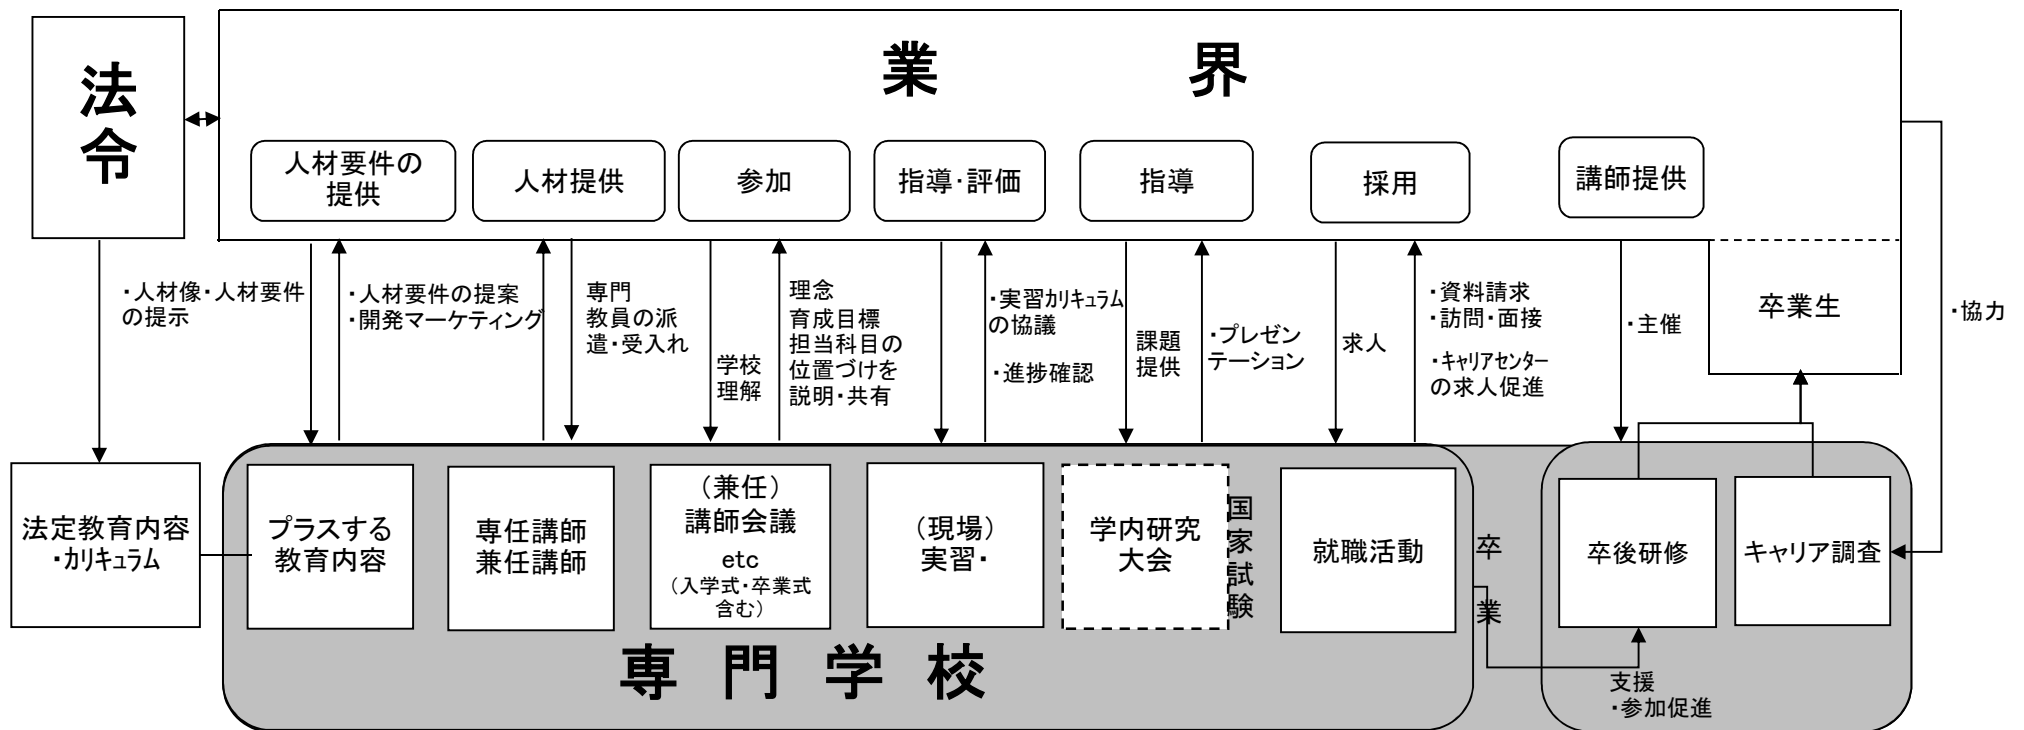 法
令
業 界
人材要件の
提供
人材提供
参加
指導・評価
指導
採用
講師提供
・人材像・人材要件
の提示
・人材要件の提案
・開発マーケティング
専門
教員の派
遣・受入れ
学校
理解
理念
育成目標
担当科目の
位置づけを
説明・共有
・実習カリキュラム
の協議
・進捗確認
課題
提供
・プレゼン
テーション
求人
・資料請求
・訪問・面接
・キャリアセンター
の求人促進
・主催
卒業生
・協力
法定教育内容
・カリキュラム
プラスする
教育内容
専任講師
兼任講師
（兼任）
講師会議
etc
（入学式・卒業式
含む）
（現場）
実習・
学内研究
大会
国
家
試
験
就職活動
卒
業
卒後研修
キャリア調査
専 門 学 校
支援
・参加促進